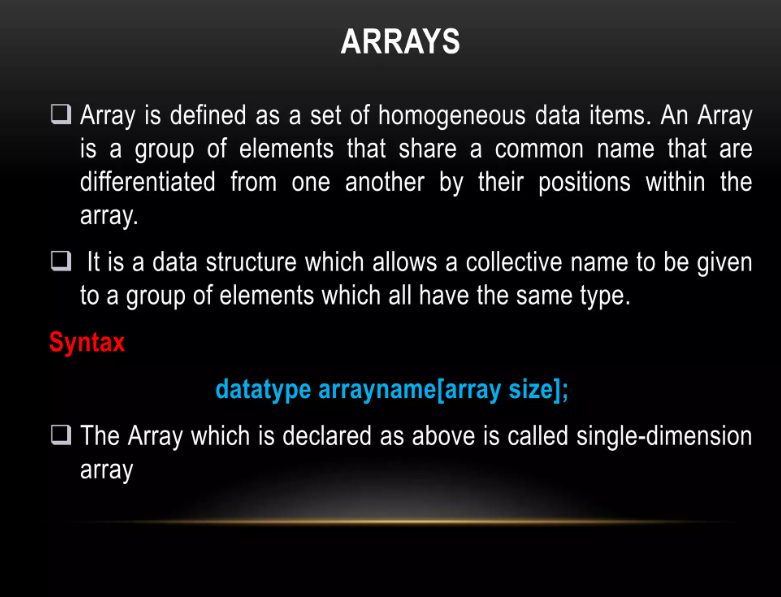 ARRAYS
Array is defined as a set of homogeneous data items. An Array
is a group of elements that share a common name that are
differentiated from one another by their positions within the
array.
It is a data structure which allows a collective name to be given
to a group of elements which all have the same type.
Syntax
datatype arrayname[array size];
The Array which is declared as above is called single-dimension
array